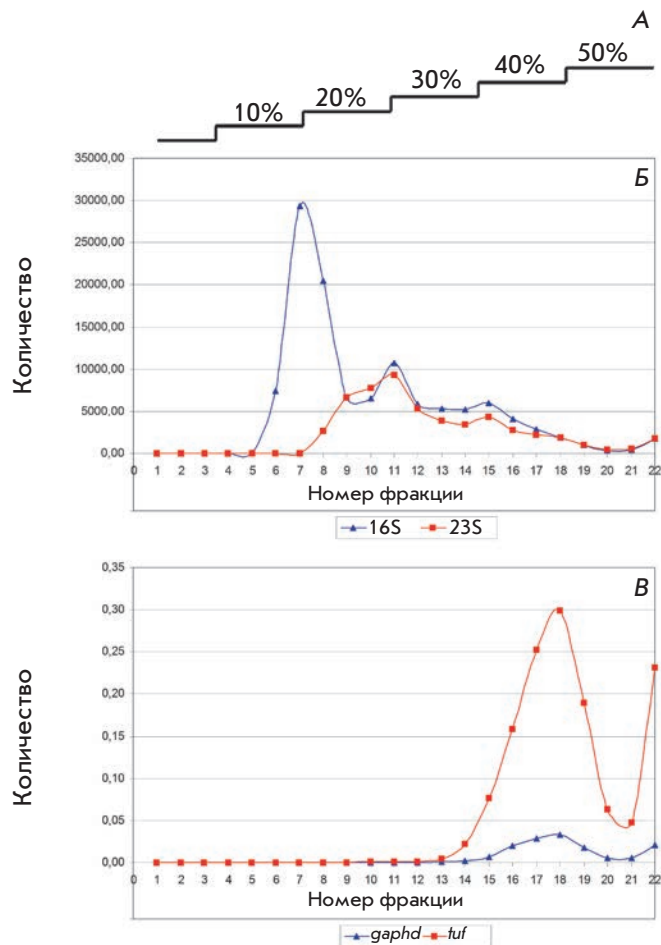 А
10% 20% 30% 40% 50%
Б
35000,00
30000,00
25000,00
20000,00
15000,00
10000,00
5000,00
0,00
Количество
0 1 2 3 4 5 6 7 8 9 10 11 12 13 14 15 16 17 18 19 20 21 22
Номер фракции
16S 23S
В
0,35
0,30
0,25
0,20
0,15
0,10
0,05
0,00
Количество
0 1 2 3 4 5 6 7 8 9 10 11 12 13 14 15 16 17 18 19 20 21 22
Номер фракции
gaphd tuf